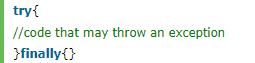 try{
//code that may throw an exception
}finally{}